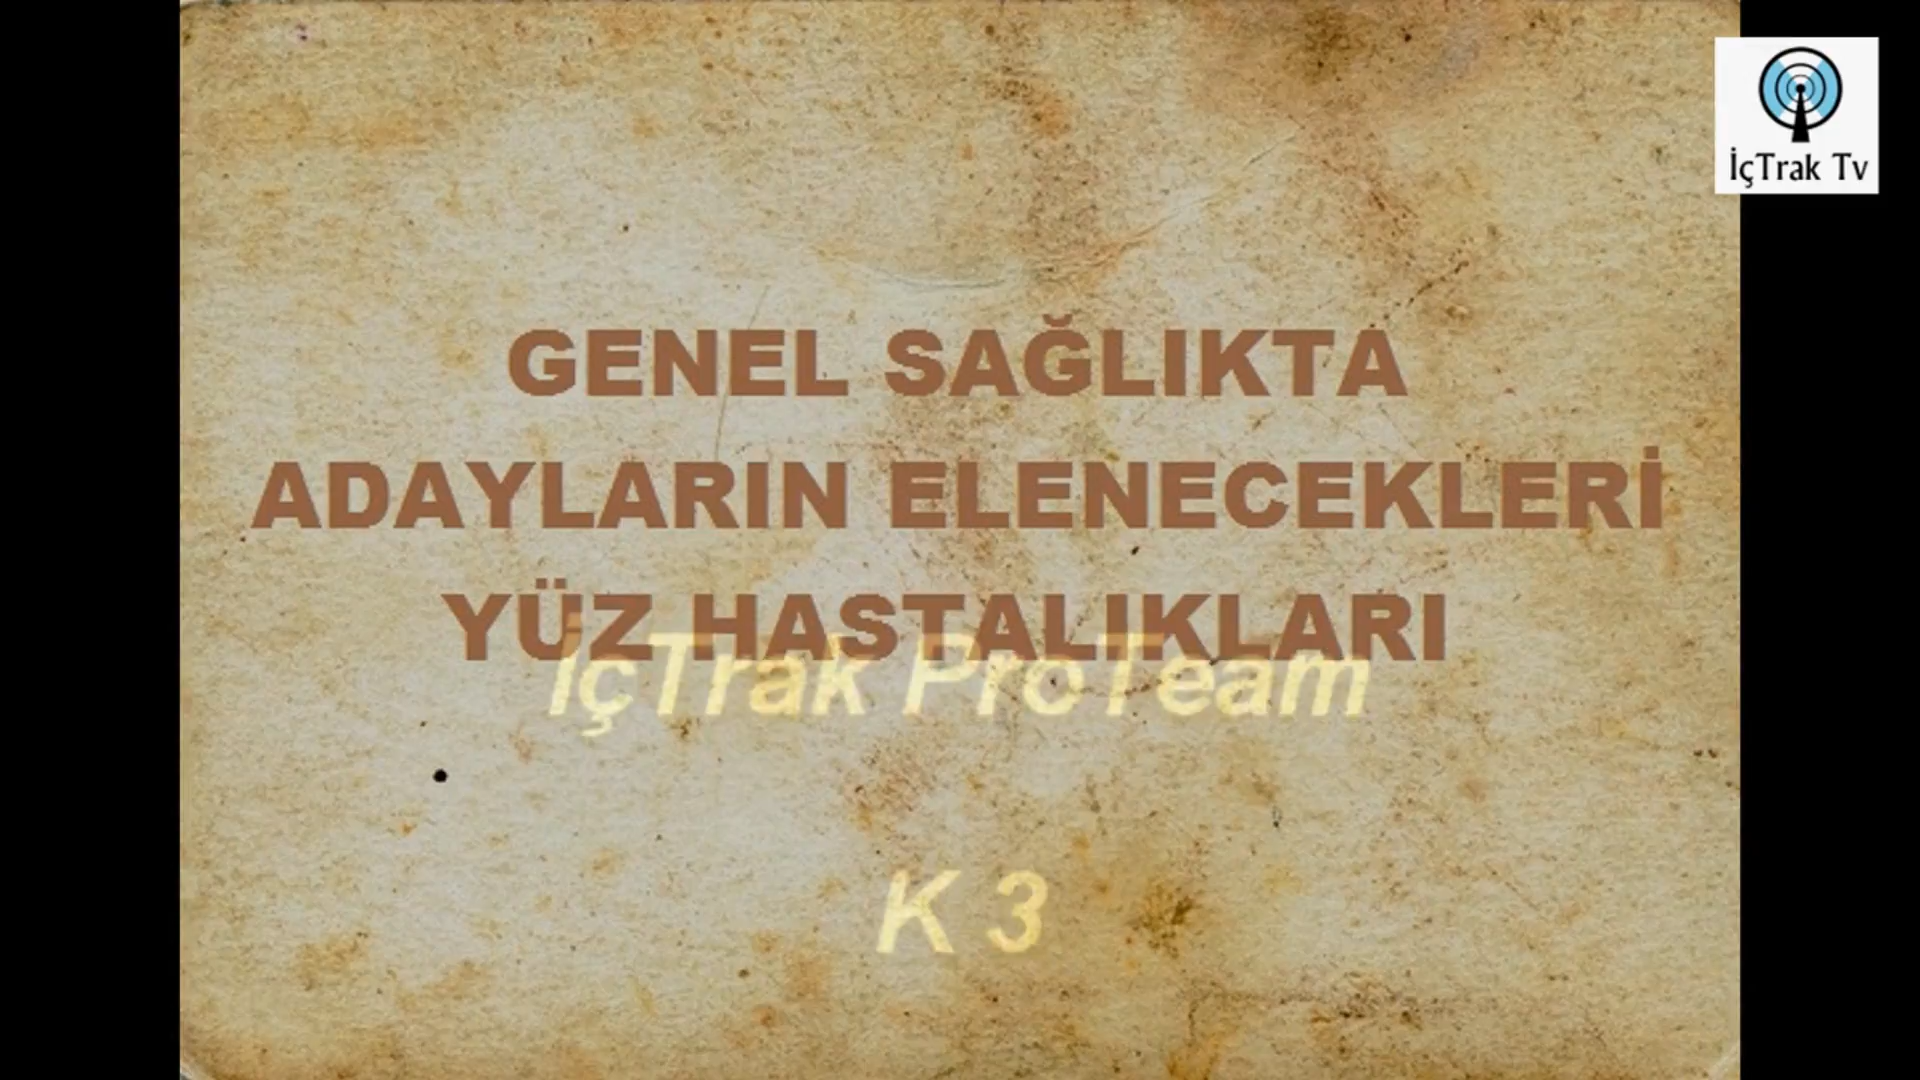 İçTrak Tv
GENEL SAĞLIKTA
ADAYLARIN ELENECEKLERİ
YÜZ HASTALIKLARI
İçTrak ProTeam
K 3